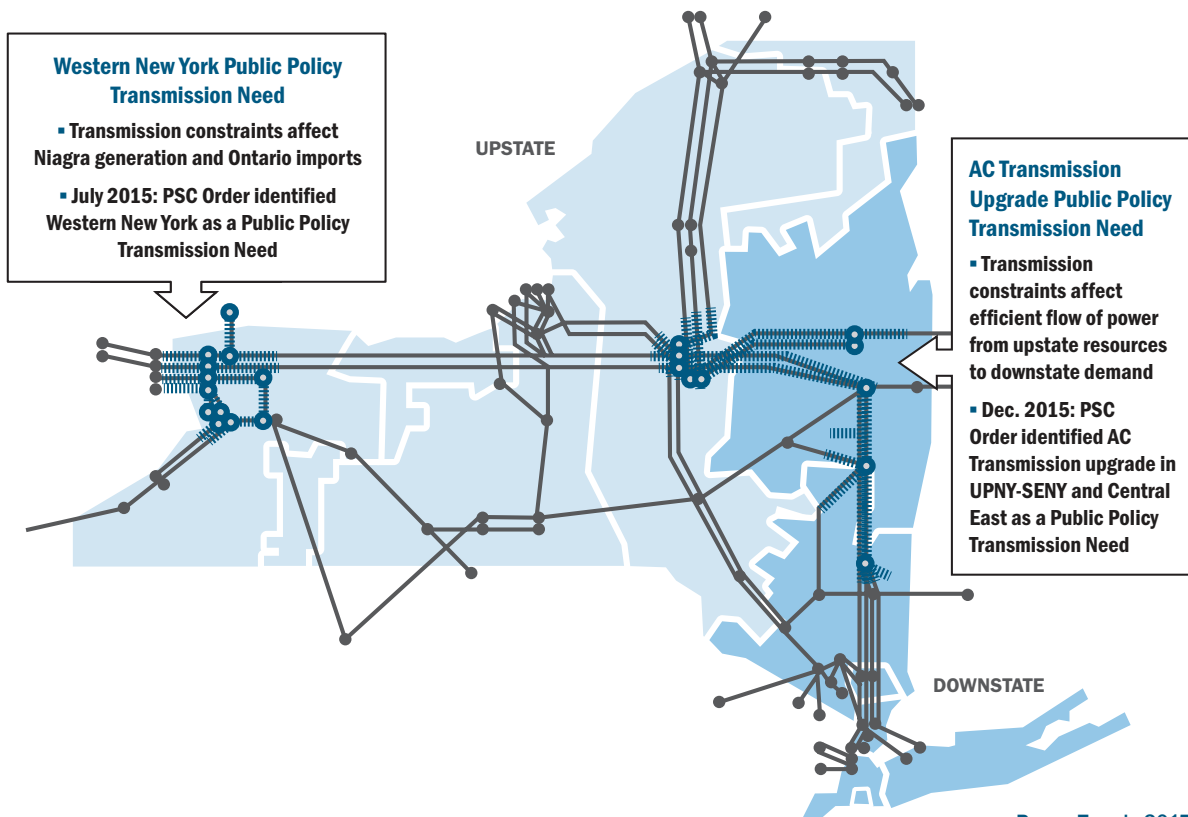 Western New York Public Policy
Transmission Need
▪ Transmission constraints affect
Niagra generation and Ontario imports
▪ July 2015: PSC Order identified
Western New York as a Public Policy
Transmission Need
UPSTATE
AC Transmission
Upgrade Public Policy
Transmission Need
▪ Transmission
constraints affect
efficient flow of power
from upstate resources
to downstate demand
▪ Dec. 2015: PSC
Order identified AC
Transmission upgrade in
UPNY-SENY and Central
East as a Public Policy
Transmission Need
DOWNSTATE